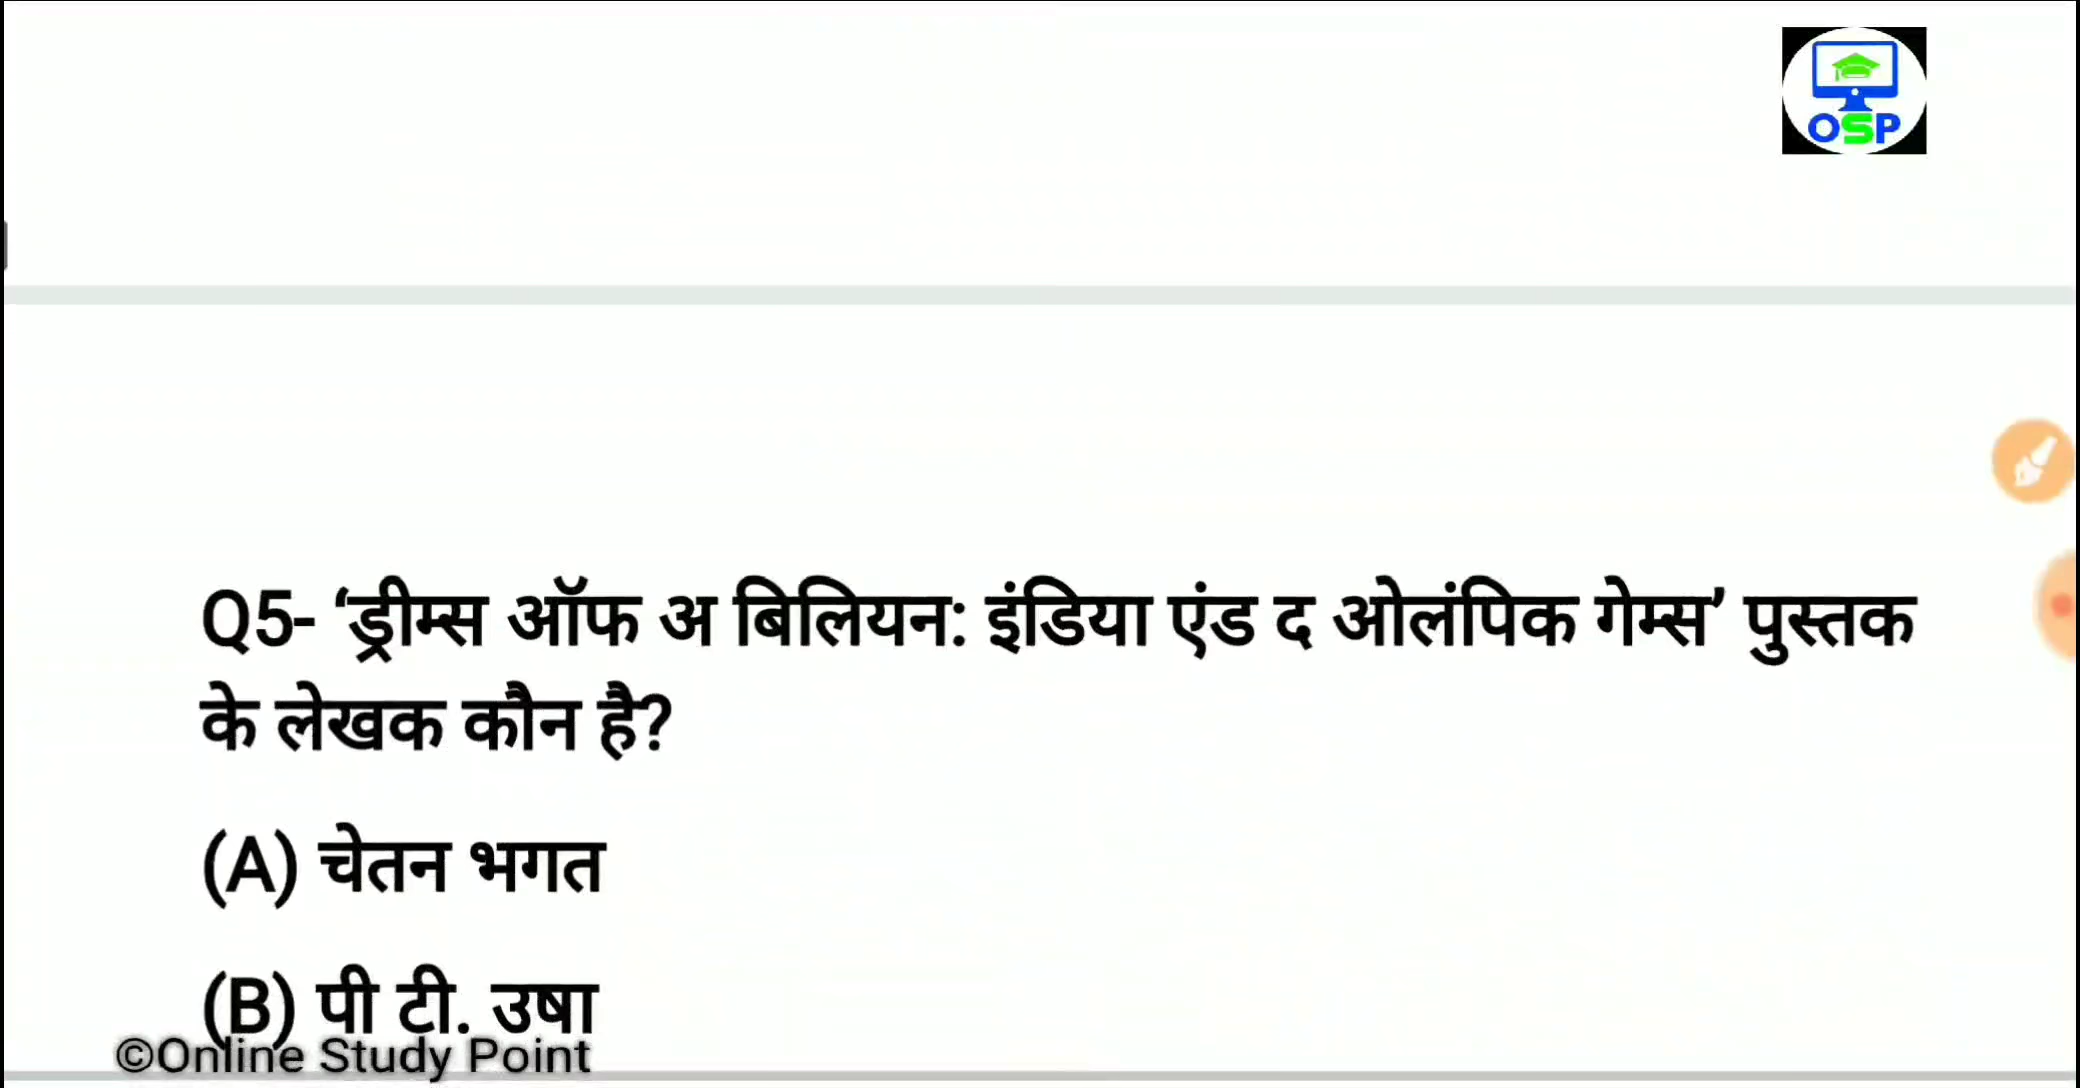 OSP
Q5- ‘ड्रीम्स ऑफ अ बिलियन: इंडिया एंड द ओलंपिक गेम्स’ पुस्तक
के लेखक कौन है?
(A) चेतन भगत
(B) पी टी. उषा
©Online Study Point